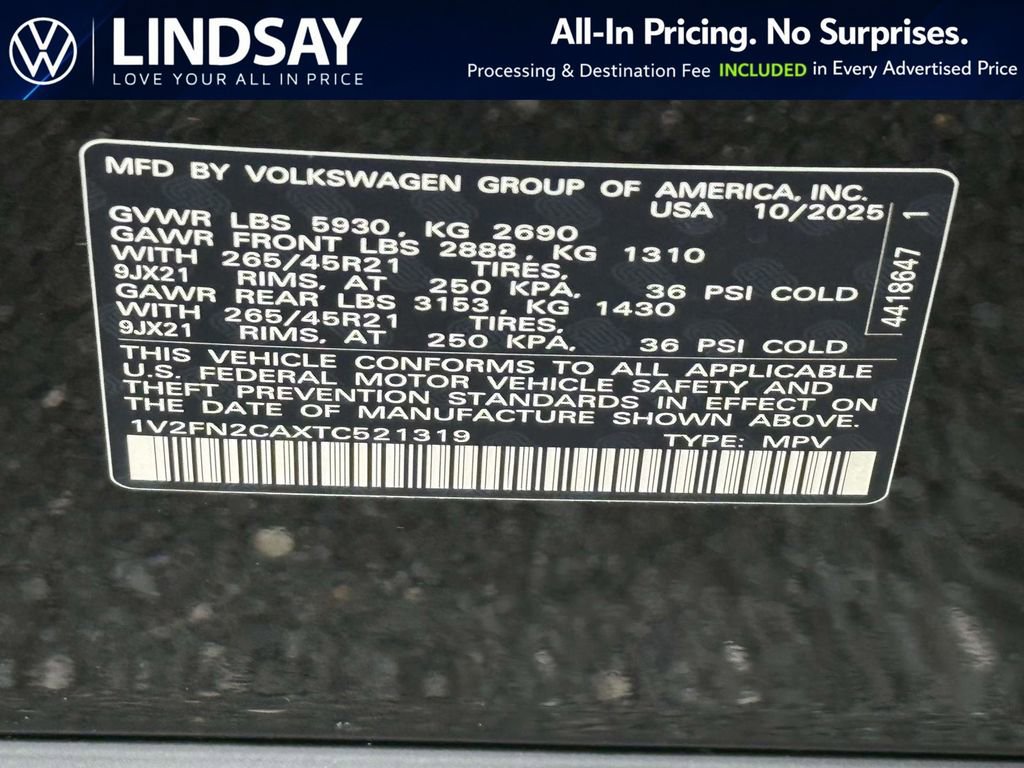 LINDSAY
LOVE YOUR ALL IN PRICE
All-In Pricing. No Surprises.
Processing & Destination Fee INCLUDED in Every Advertised Price
MFD BY VOLKSWAGEN GROUP OF AMERICA, INC.
USA 10/2025
GVWR LBS 5930, KG 2690
GAWR FRONT LBS 2888, KG 1310
WITH 265/45R21 TIRES,
9JX21 RIMS, AT 250 KPA, 36 PSI COLD
GAWR REAR LBS 3153, KG 1430
WITH 265/45R21 TIRES,
9JX21 RIMS, AT 250 KPA, 36 PSI COLD
4418647 1
THIS VEHICLE CONFORMS TO ALL APPLICABLE
U.S. FEDERAL MOTOR VEHICLE SAFETY AND
THEFT PREVENTION STANDARDS IN EFFECT ON
THE DATE OF MANUFACTURE SHOWN ABOVE.
1V2FN2CAXTC521319 TYPE: MPV